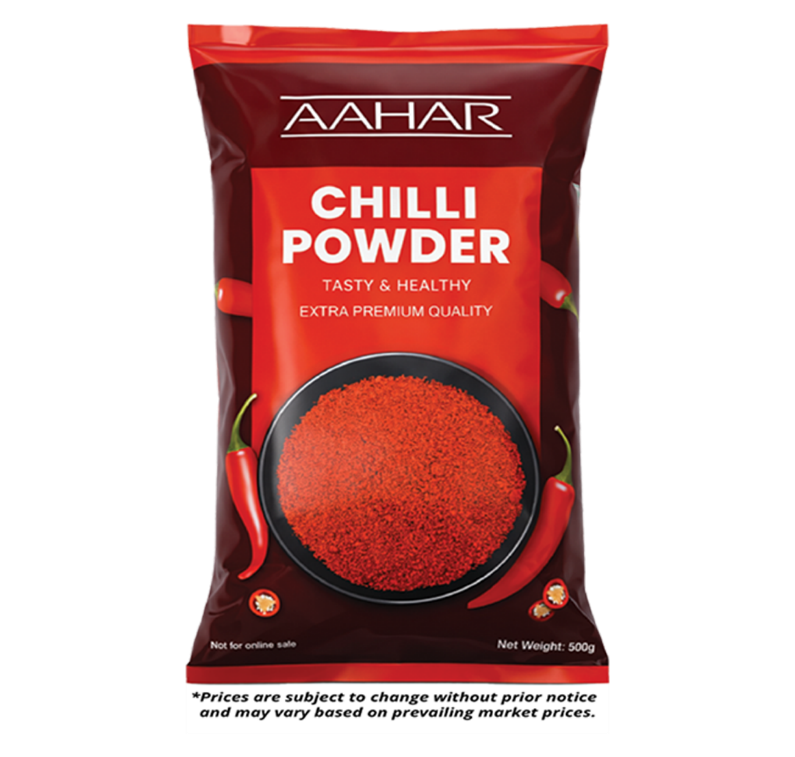 AAHAR
CHILLI
POWDER
TASTY & HEALTHY
EXTRA PREMIUM QUALITY
Not for online sale
Net Weight: 500g
*Prices are subject to change without prior notice
and may vary based on prevailing market prices.